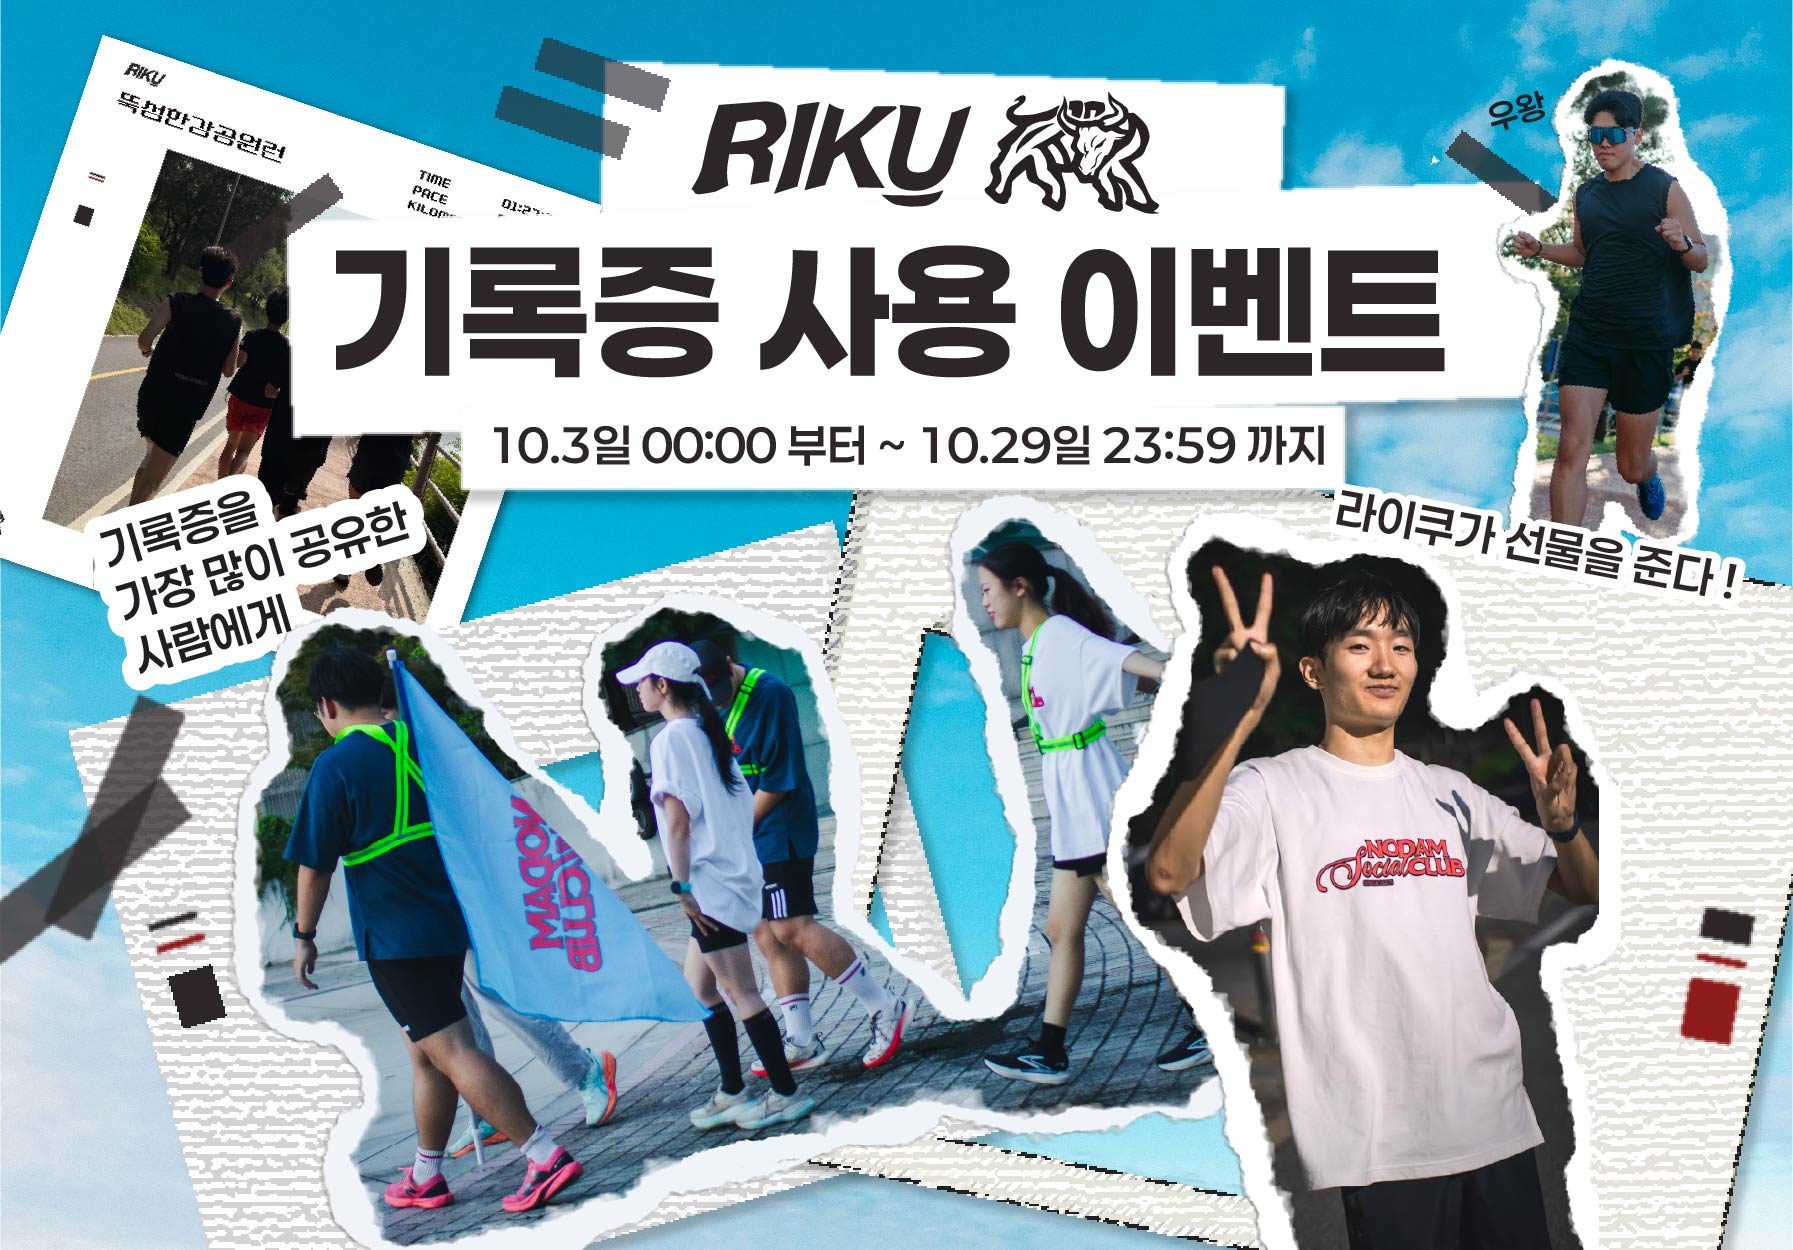 RIKU
뚝섬한강공원런
TIME
PACE
RIKU
기록증 사용 이벤트
10.3일 00:00 부터 ~ 10.29일 23:59 까지
우왕
기록증을
가장 많이 공유한
사람에게
라이쿠가 선물을 준다 !
NODAM
CLUB
NODAM
Social CLUB